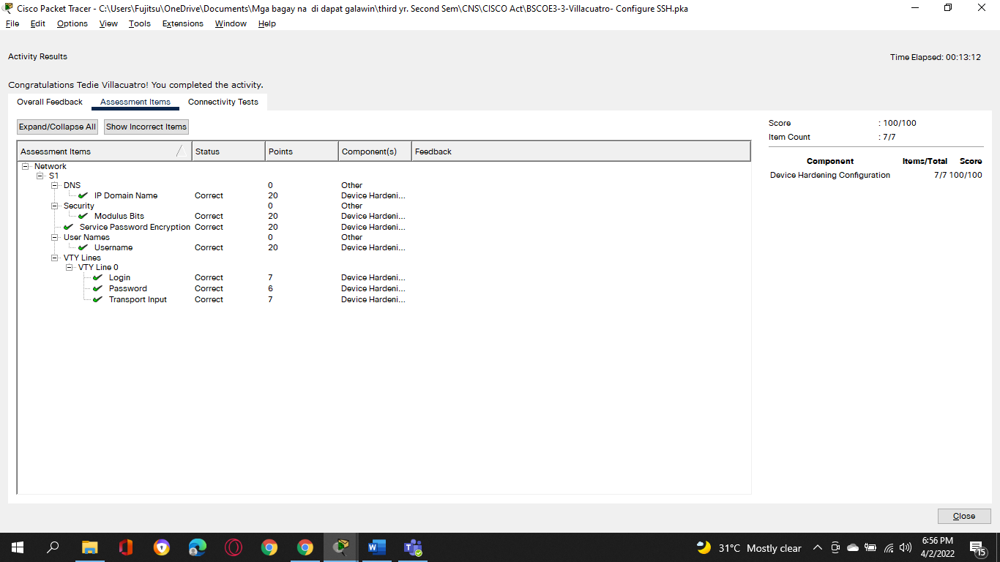 Cisco Packet Tracer - C:\Users\Fujitsu\OneDrive\Documents\Mga bagay na  di dapat galawin\third yr. Second Sem\CNS\CISCO Act\BSCOE3-3-Villacuatro- Configure SSH.pka
File Edit Options View Tools Extensions Window Help
Activity Results
Time Elapsed: 00:13:12
Congratulations Tedie Villacuatro! You completed the activity.
Overall Feedback Assessment Items Connectivity Tests
Expand/Collapse All Show Incorrect Items
Assessment Items Status Points Component(s) Feedback
Network
S1
DNS 0 Other
IP Domain Name Correct 20 Device Hardeni...
Security 0 Other
Modulus Bits Correct 20 Device Hardeni...
Service Password Encryption Correct 20 Device Hardeni...
User Names 0 Other
Username Correct 20 Device Hardeni...
VTY Lines
VTY Line 0
Login Correct 7 Device Hardeni...
Password Correct 6 Device Hardeni...
Transport Input Correct 7 Device Hardeni...
Score : 100/100
Item Count : 7/7
Component Items/Total Score
Device Hardening Configuration 7/7 100/100
Close
31°C Mostly clear
6:56 PM
4/2/2022
15